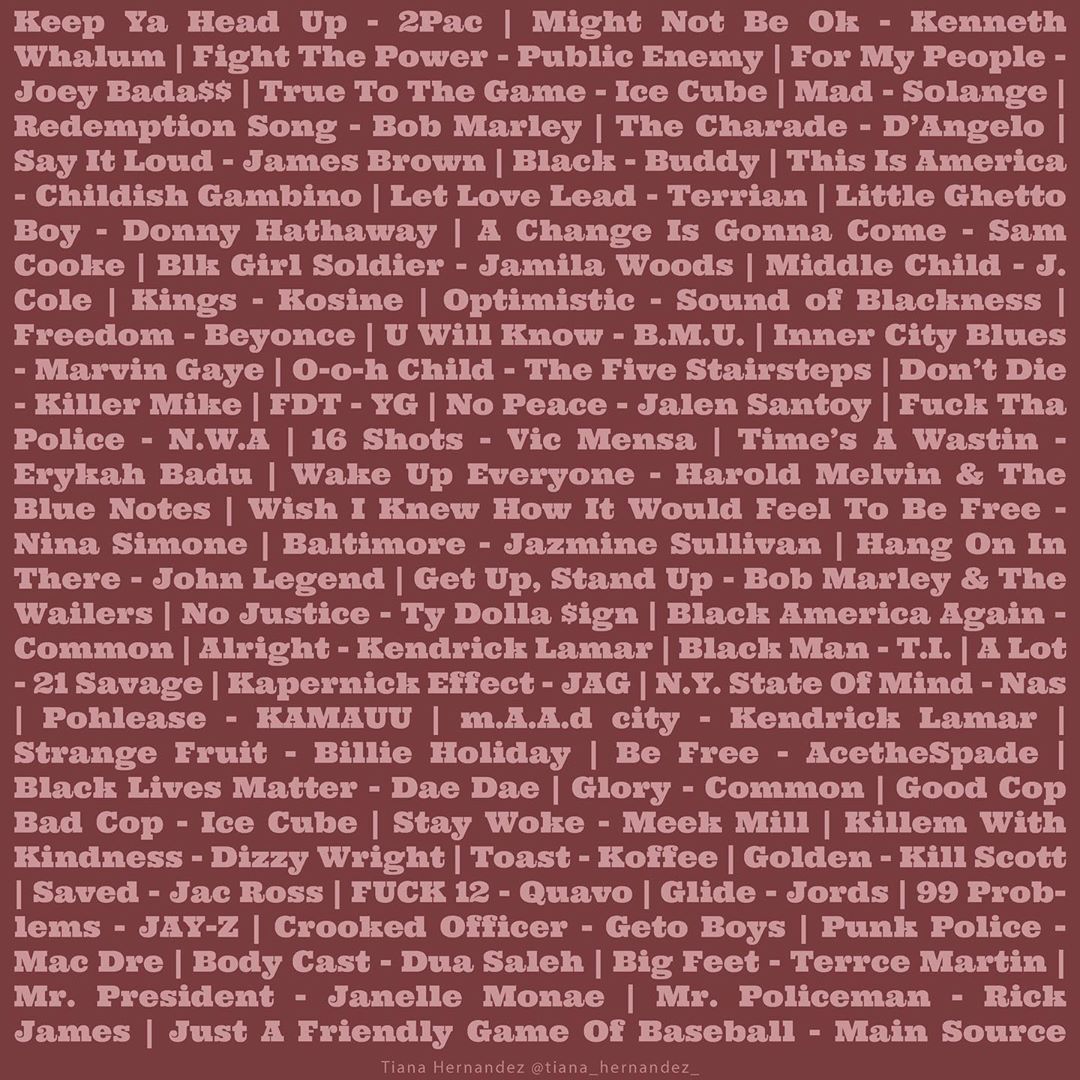 Keep Ya Head Up - 2Pac | Might Not Be Ok - Kenneth
Whalum | Fight The Power - Public Enemy | For My People -
Joey Bada$$ | True To The Game - Ice Cube | Mad - Solange |
Redemption Song - Bob Marley | The Charade - D’Angelo |
Say It Loud - James Brown | Black - Buddy | This Is America
- Childish Gambino | Let Love Lead - Terrian | Little Ghetto
Boy - Donny Hathaway | A Change Is Gonna Come - Sam
Cooke | Blk Girl Soldier - Jamila Woods | Middle Child - J.
Cole | Kings - Kosine | Optimistic - Sound of Blackness |
Freedom - Beyonce | U Will Know - B.M.U. | Inner City Blues
- Marvin Gaye | O-o-h Child - The Five Stairsteps | Don’t Die
- Killer Mike | FDT - YG | No Peace - Jalen Santoy | Fuck Tha
Police - N.W.A | 16 Shots - Vic Mensa | Time’s A Wastin -
Erykah Badu | Wake Up Everyone - Harold Melvin & The
Blue Notes | Wish I Knew How It Would Feel To Be Free -
Nina Simone | Baltimore - Jazmine Sullivan | Hang On In
There - John Legend | Get Up, Stand Up - Bob Marley & The
Wailers | No Justice - Ty Dolla $ign | Black America Again -
Common | Alright - Kendrick Lamar | Black Man - T.I. | A Lot
- 21 Savage | Kapernick Effect - JAG | N.Y. State Of Mind - Nas
| Pohlease - KAMAUU | m.A.A.d city - Kendrick Lamar |
Strange Fruit - Billie Holiday | Be Free - AcetheSpade |
Black Lives Matter - Dae Dae | Glory - Common | Good Cop
Bad Cop - Ice Cube | Stay Woke - Meek Mill | Killem With
Kindness - Dizzy Wright | Toast - Koffee | Golden - Kill Scott
| Saved - Jac Ross | FUCK 12 - Quavo | Glide - Jords | 99 Prob-
lems - JAY-Z | Crooked Officer - Geto Boys | Punk Police -
Mac Dre | Body Cast - Dua Saleh | Big Feet - Terrce Martin |
Mr. President - Janelle Monae | Mr. Policeman - Rick
James | Just A Friendly Game Of Baseball - Main Source
Tiana Hernandez @tiana_hernandez_